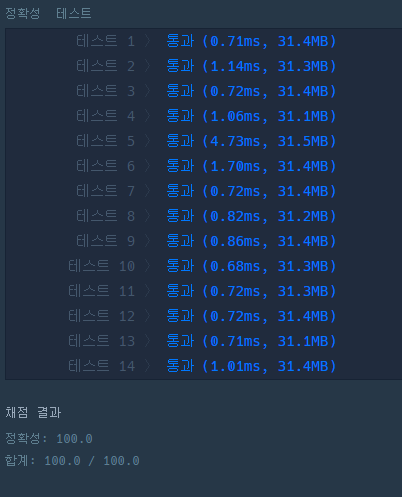 정확성 테스트
테스트 1 〉 통과 (0.71ms, 31.4MB)
테스트 2 〉 통과 (1.14ms, 31.3MB)
테스트 3 〉 통과 (0.72ms, 31.4MB)
테스트 4 〉 통과 (1.06ms, 31.1MB)
테스트 5 〉 통과 (4.73ms, 31.5MB)
테스트 6 〉 통과 (1.70ms, 31.4MB)
테스트 7 〉 통과 (0.72ms, 31.4MB)
테스트 8 〉 통과 (0.82ms, 31.2MB)
테스트 9 〉 통과 (0.86ms, 31.4MB)
테스트 10 〉 통과 (0.68ms, 31.3MB)
테스트 11 〉 통과 (0.72ms, 31.3MB)
테스트 12 〉 통과 (0.72ms, 31.4MB)
테스트 13 〉 통과 (0.71ms, 31.1MB)
테스트 14 〉 통과 (1.01ms, 31.4MB)
채점 결과
정확성: 100.0
합계: 100.0 / 100.0